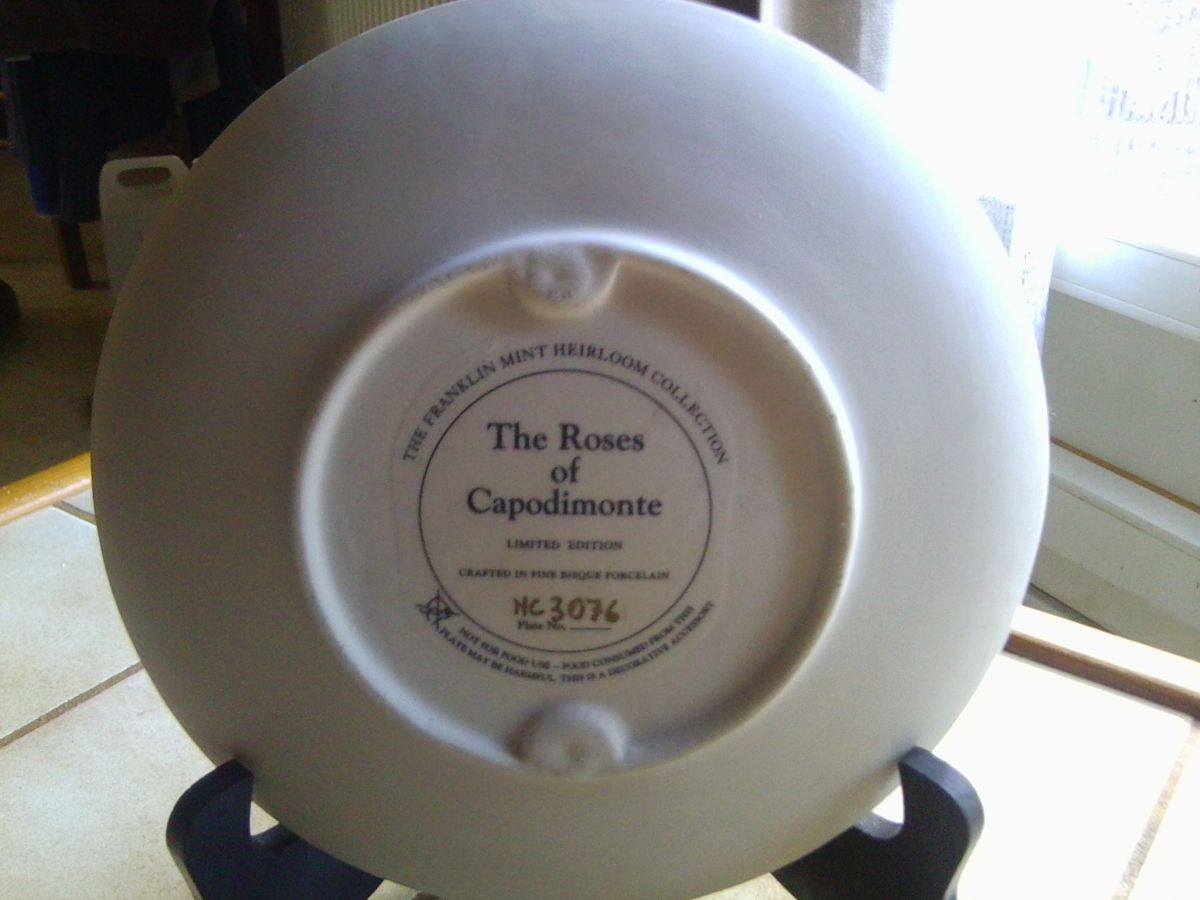 THE FRANKLIN MINT HEIRLOOM COLLECTION
The Roses
of
Capodimonte
LIMITED EDITION
CRAFTED IN FINE BISQUE PORCELAIN
HC3076
Plate No.
NOT FOR FOOD USE – FOOD CONSUMED FROM THIS
PLATE MAY BE HARMFUL. THIS IS A DECORATIVE ACCESSORY